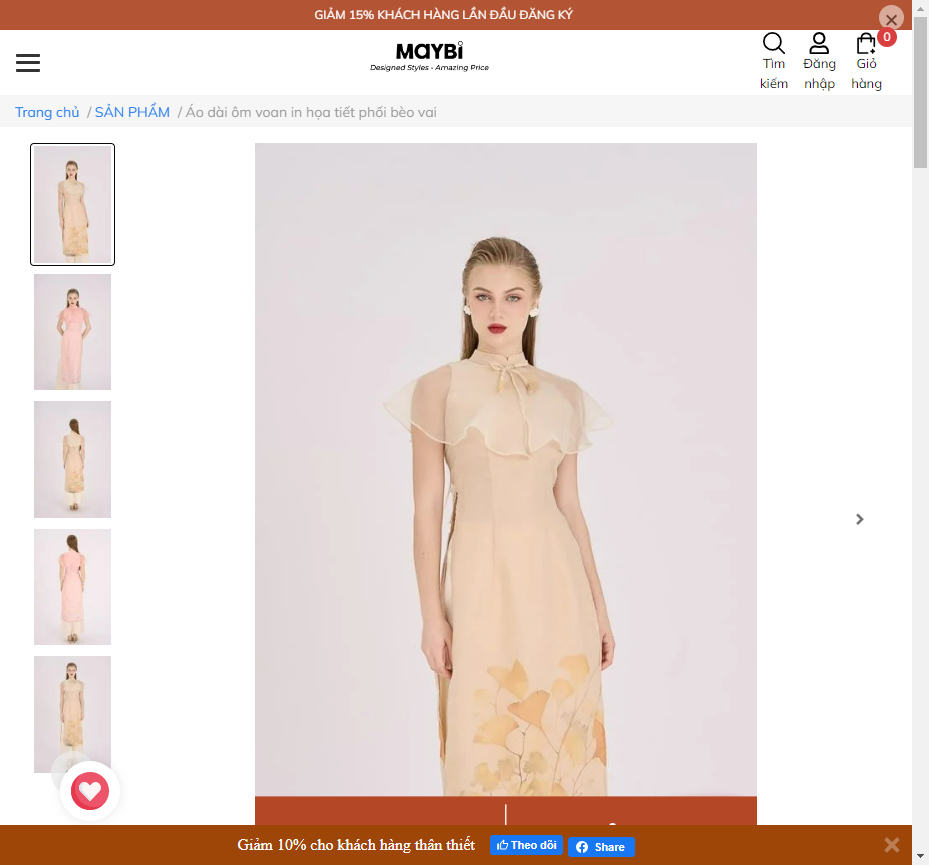 GIẢM 15% KHÁCH HÀNG LẦN ĐẦU ĐĂNG KÝ
MAYBI
Designed Styles - Amazing Price
Tìm kiếm
Đăng nhập
Giỏ hàng
0
Trang chủ / SẢN PHẨM / Áo dài ôm voan in họa tiết phối bèo vai
Giảm 10% cho khách hàng thân thiết
Theo dõi
Share